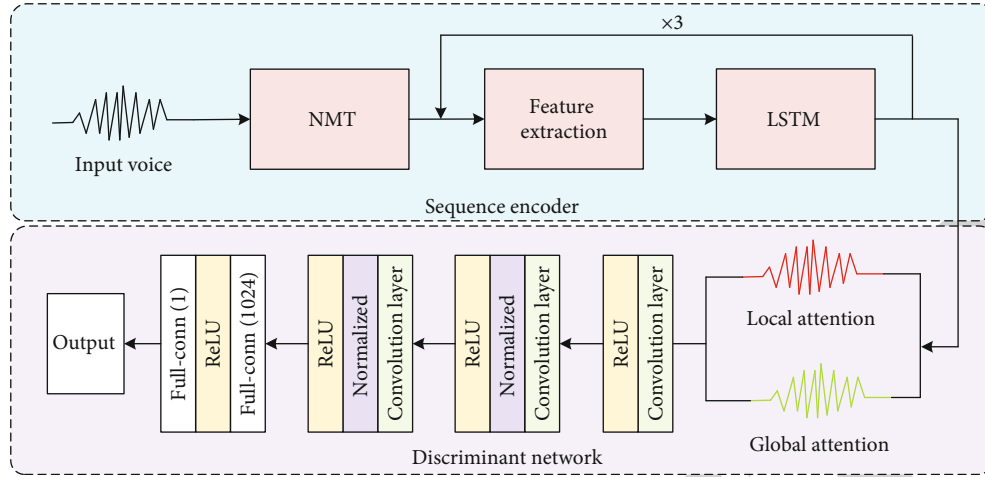 ×3
Input voice
NMT
Feature
extraction
LSTM
Sequence encoder
Output
Full-conn (1)
ReLU
Full-conn (1024)
ReLU
Normalized
Convolution layer
ReLU
Normalized
Convolution layer
ReLU
Convolution layer
Local attention
Global attention
Discriminant network